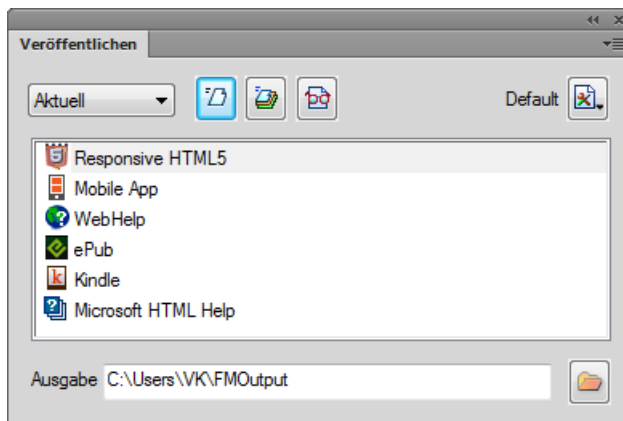 Veröffentlichen
Aktuell Default
Responsive HTML5
Mobile App
WebHelp
ePub
Kindle
Microsoft HTML Help
Ausgabe C:\Users\VK\FMOutput